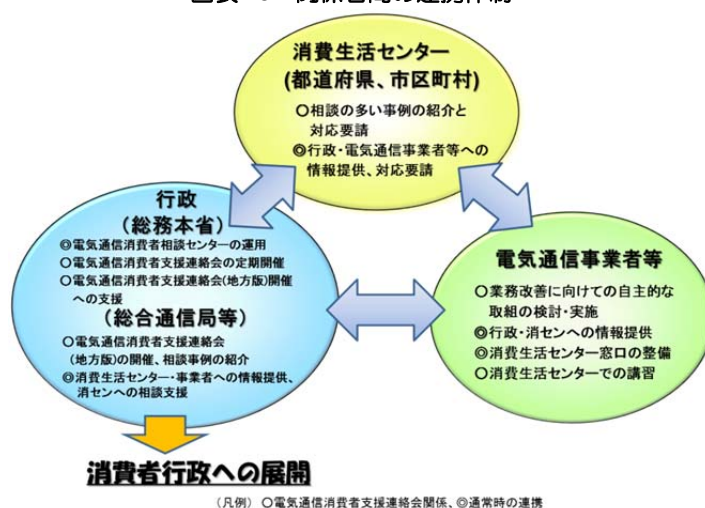 消費生活センター
(都道府県、市区町村)
○相談の多い事例の紹介と
対応要請
◎行政・電気通信事業者等への
情報提供、対応要請
行政
(総務本省)
◎電気通信消費者相談センターの運用
○電気通信消費者支援連絡会の定期開催
○電気通信消費者支援連絡会(地方版)開催
への支援
(総合通信局等)
○電気通信消費者支援連絡会
(地方版)の開催、相談事例の紹介
◎消費生活センター・事業者への情報提供、
消センへの相談支援
電気通信事業者等
○業務改善に向けての自主的な
取組の検討・実施
◎行政・消センへの情報提供
◎消費生活センター窓口の整備
○消費生活センターでの講習
消費者行政への展開
(凡例) ○電気通信消費者支援連絡会関係、◎通常時の連携